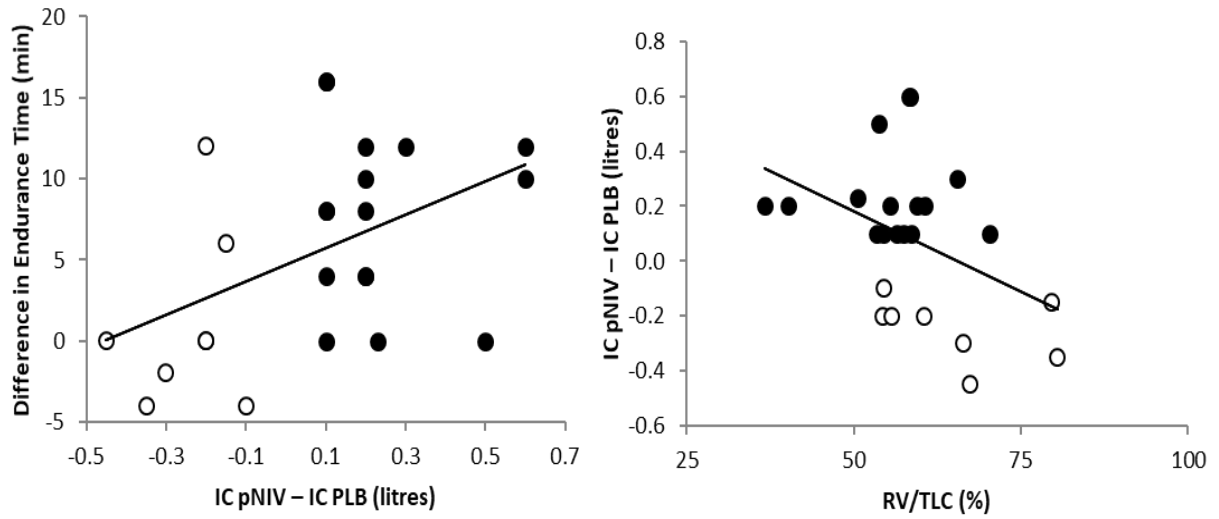 Difference in Endurance Time (min)
20
15
10
5
0
-5
-0.5 -0.3 -0.1 0.1 0.3 0.5 0.7
IC pNIV – IC PLB (litres)
IC pNIV – IC PLB (litres)
0.8
0.6
0.4
0.2
0.0
-0.2
-0.4
-0.6
25 50 75 100
RV/TLC (%)